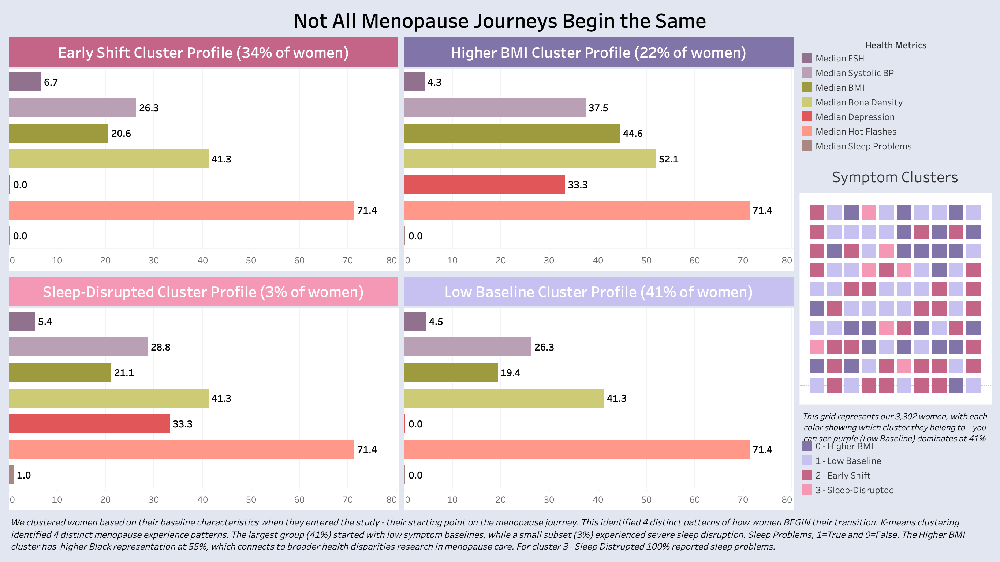 Not All Menopause Journeys Begin the Same
Early Shift Cluster Profile (34% of women)
6.7
26.3
20.6
41.3
0.0
71.4
0.0
0 10 20 30 40 50 60 70 80
Higher BMI Cluster Profile (22% of women)
4.3
37.5
44.6
52.1
33.3
71.4
0.0
0 10 20 30 40 50 60 70 80
Sleep-Disrupted Cluster Profile (3% of women)
5.4
28.8
21.1
41.3
33.3
71.4
1.0
0 10 20 30 40 50 60 70 80
Low Baseline Cluster Profile (41% of women)
4.5
26.3
19.4
41.3
0.0
71.4
0.0
0 10 20 30 40 50 60 70 80
Health Metrics
Median FSH
Median Systolic BP
Median BMI
Median Bone Density
Median Depression
Median Hot Flashes
Median Sleep Problems
Symptom Clusters
This grid represents our 3,302 women, with each
color showing which cluster they belong to—you
can see purple (Low Baseline) dominates at 41%
0 - Higher BMI
1 - Low Baseline
2 - Early Shift
3 - Sleep-Disrupted
We clustered women based on their baseline characteristics when they entered the study - their starting point on the menopause journey. This identified 4 distinct patterns of how women BEGIN their transition. K-means clustering
identified 4 distinct menopause experience patterns. The largest group (41%) started with low symptom baselines, while a small subset (3%) experienced severe sleep disruption. Sleep Problems, 1=True and 0=False. The Higher BMI
cluster has  higher Black representation at 55%, which connects to broader health disparities research in menopause care. For cluster 3 - Sleep Distrupted 100% reported sleep problems.